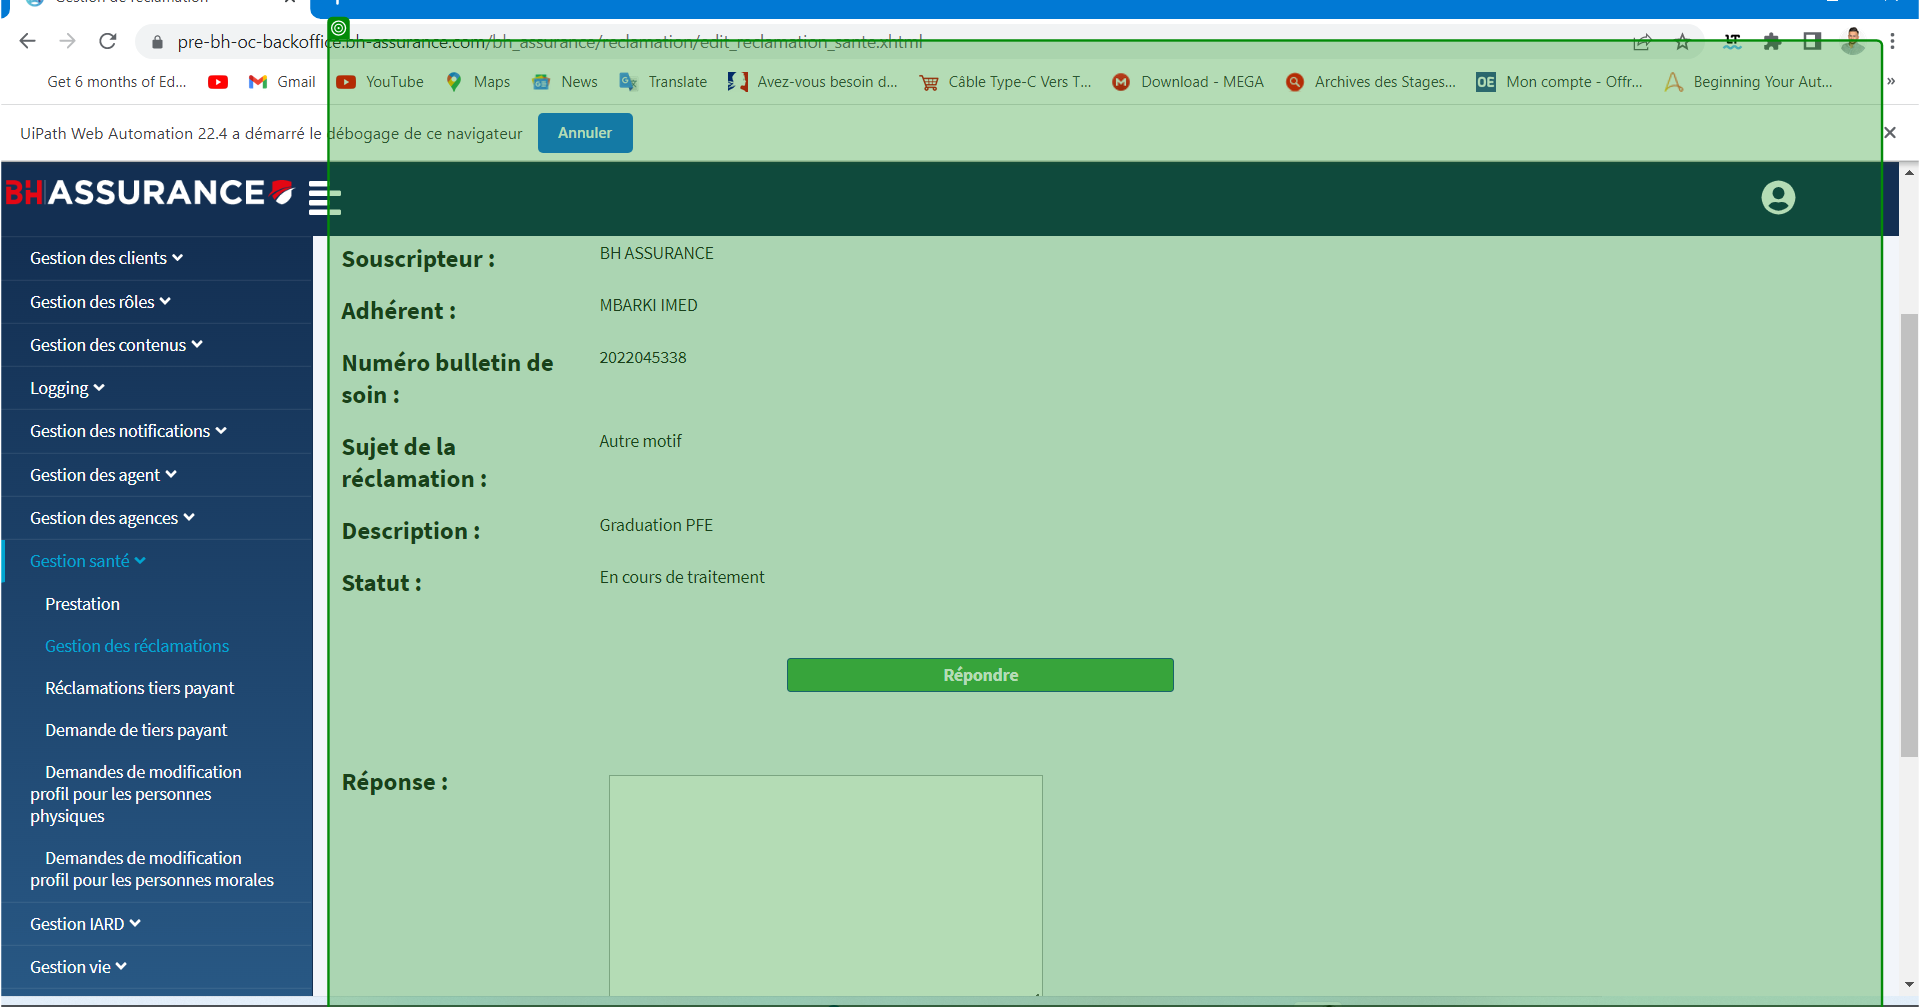 Gestion de réclamation
pre-bh-oc-backoffice.bh-assurance.com/bh_assurance/reclamation/edit_reclamation_sante.xhtml
Get 6 months of Ed...
Gmail
YouTube
Maps
News
Translate
Avez-vous besoin d...
Câble Type-C Vers T...
Download - MEGA
Archives des Stages...
OE
Mon compte - Offr...
Beginning Your Aut...
»
UiPath Web Automation 22.4 a démarré le débogage de ce navigateur
Annuler
BH ASSURANCE
Gestion des clients
Gestion des rôles
Gestion des contenus
Logging
Gestion des notifications
Gestion des agent
Gestion des agences
Gestion santé
Prestation
Gestion des réclamations
Réclamations tiers payant
Demande de tiers payant
Demandes de modification
profil pour les personnes
physiques
Demandes de modification
profil pour les personnes morales
Gestion IARD
Gestion vie
Souscripteur :
BH ASSURANCE
Adhérent :
MBARKI IMED
Numéro bulletin de
soin :
2022045338
Sujet de la
réclamation :
Autre motif
Description :
Graduation PFE
Statut :
En cours de traitement
Répondre
Réponse :